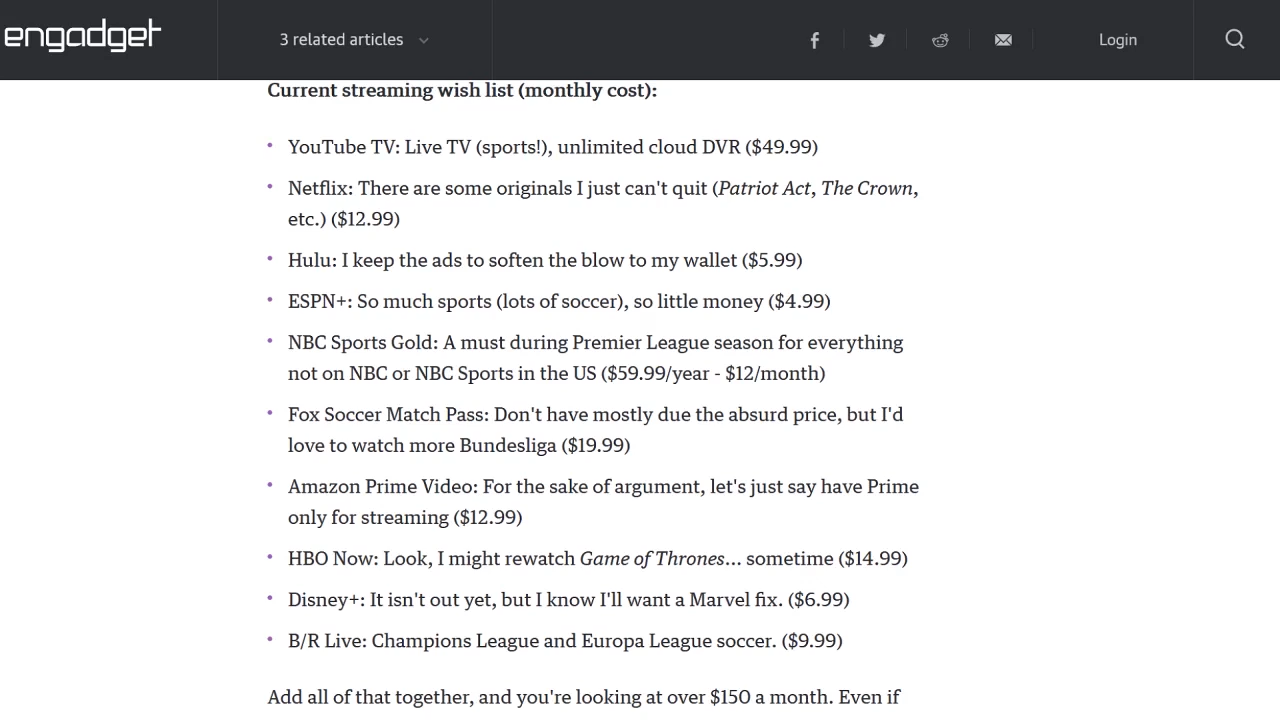 engadget
3 related articles
Login
Current streaming wish list (monthly cost):
• YouTube TV: Live TV (sports!), unlimited cloud DVR ($49.99)
• Netflix: There are some originals I just can't quit (Patriot Act, The Crown,
etc.) ($12.99)
• Hulu: I keep the ads to soften the blow to my wallet ($5.99)
• ESPN+: So much sports (lots of soccer), so little money ($4.99)
• NBC Sports Gold: A must during Premier League season for everything
not on NBC or NBC Sports in the US ($59.99/year - $12/month)
• Fox Soccer Match Pass: Don't have mostly due the absurd price, but I'd
love to watch more Bundesliga ($19.99)
• Amazon Prime Video: For the sake of argument, let's just say have Prime
only for streaming ($12.99)
• HBO Now: Look, I might rewatch Game of Thrones... sometime ($14.99)
• Disney+: It isn't out yet, but I know I'll want a Marvel fix. ($6.99)
• B/R Live: Champions League and Europa League soccer. ($9.99)
Add all of that together, and you're looking at over $150 a month. Even if